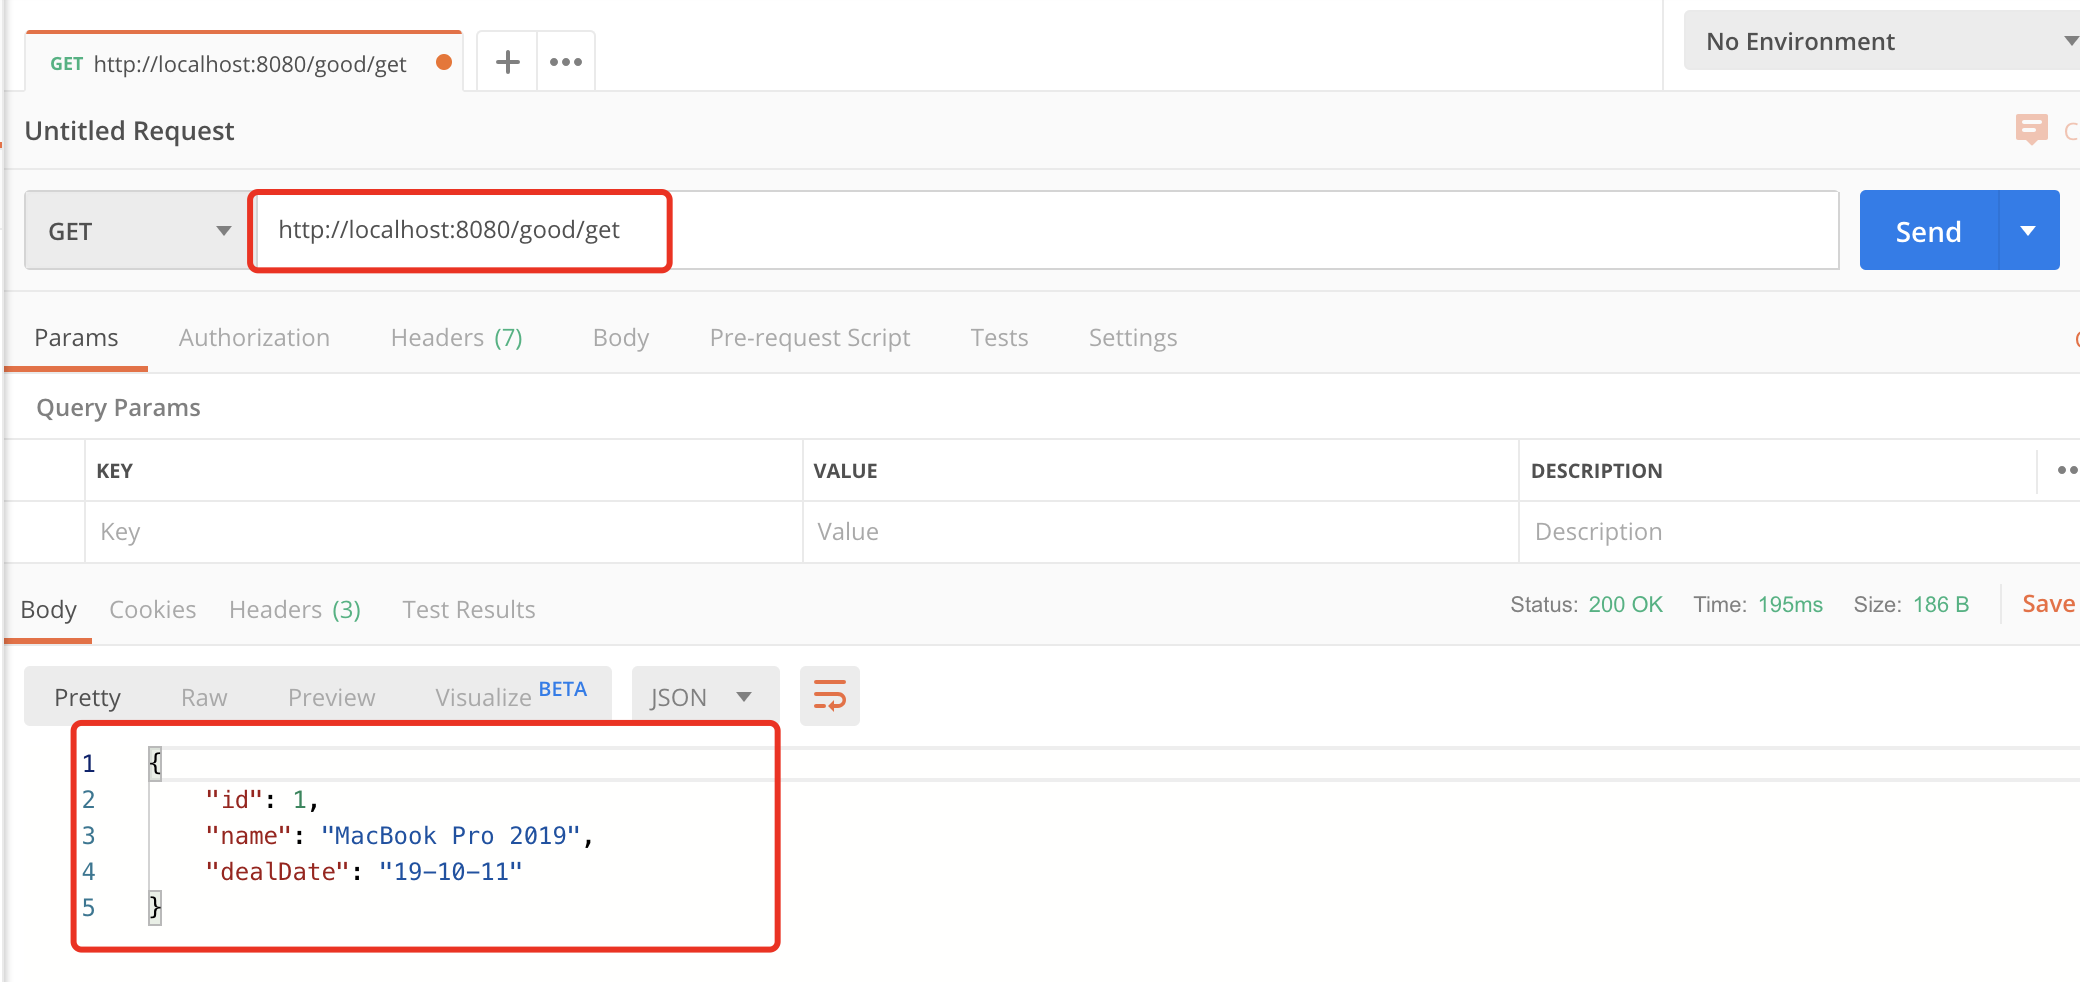 GET http://localhost:8080/good/get
No Environment
Untitled Request
C
GET http://localhost:8080/good/get Send
Params Authorization Headers (7) Body Pre-request Script Tests Settings
Query Params
KEY VALUE DESCRIPTION
Key Value Description
Body Cookies Headers (3) Test Results Status: 200 OK Time: 195ms Size: 186 B Save
Pretty Raw Preview Visualize BETA JSON
1 {
2 "id": 1,
3 "name": "MacBook Pro 2019",
4 "dealDate": "19-10-11"
5 }